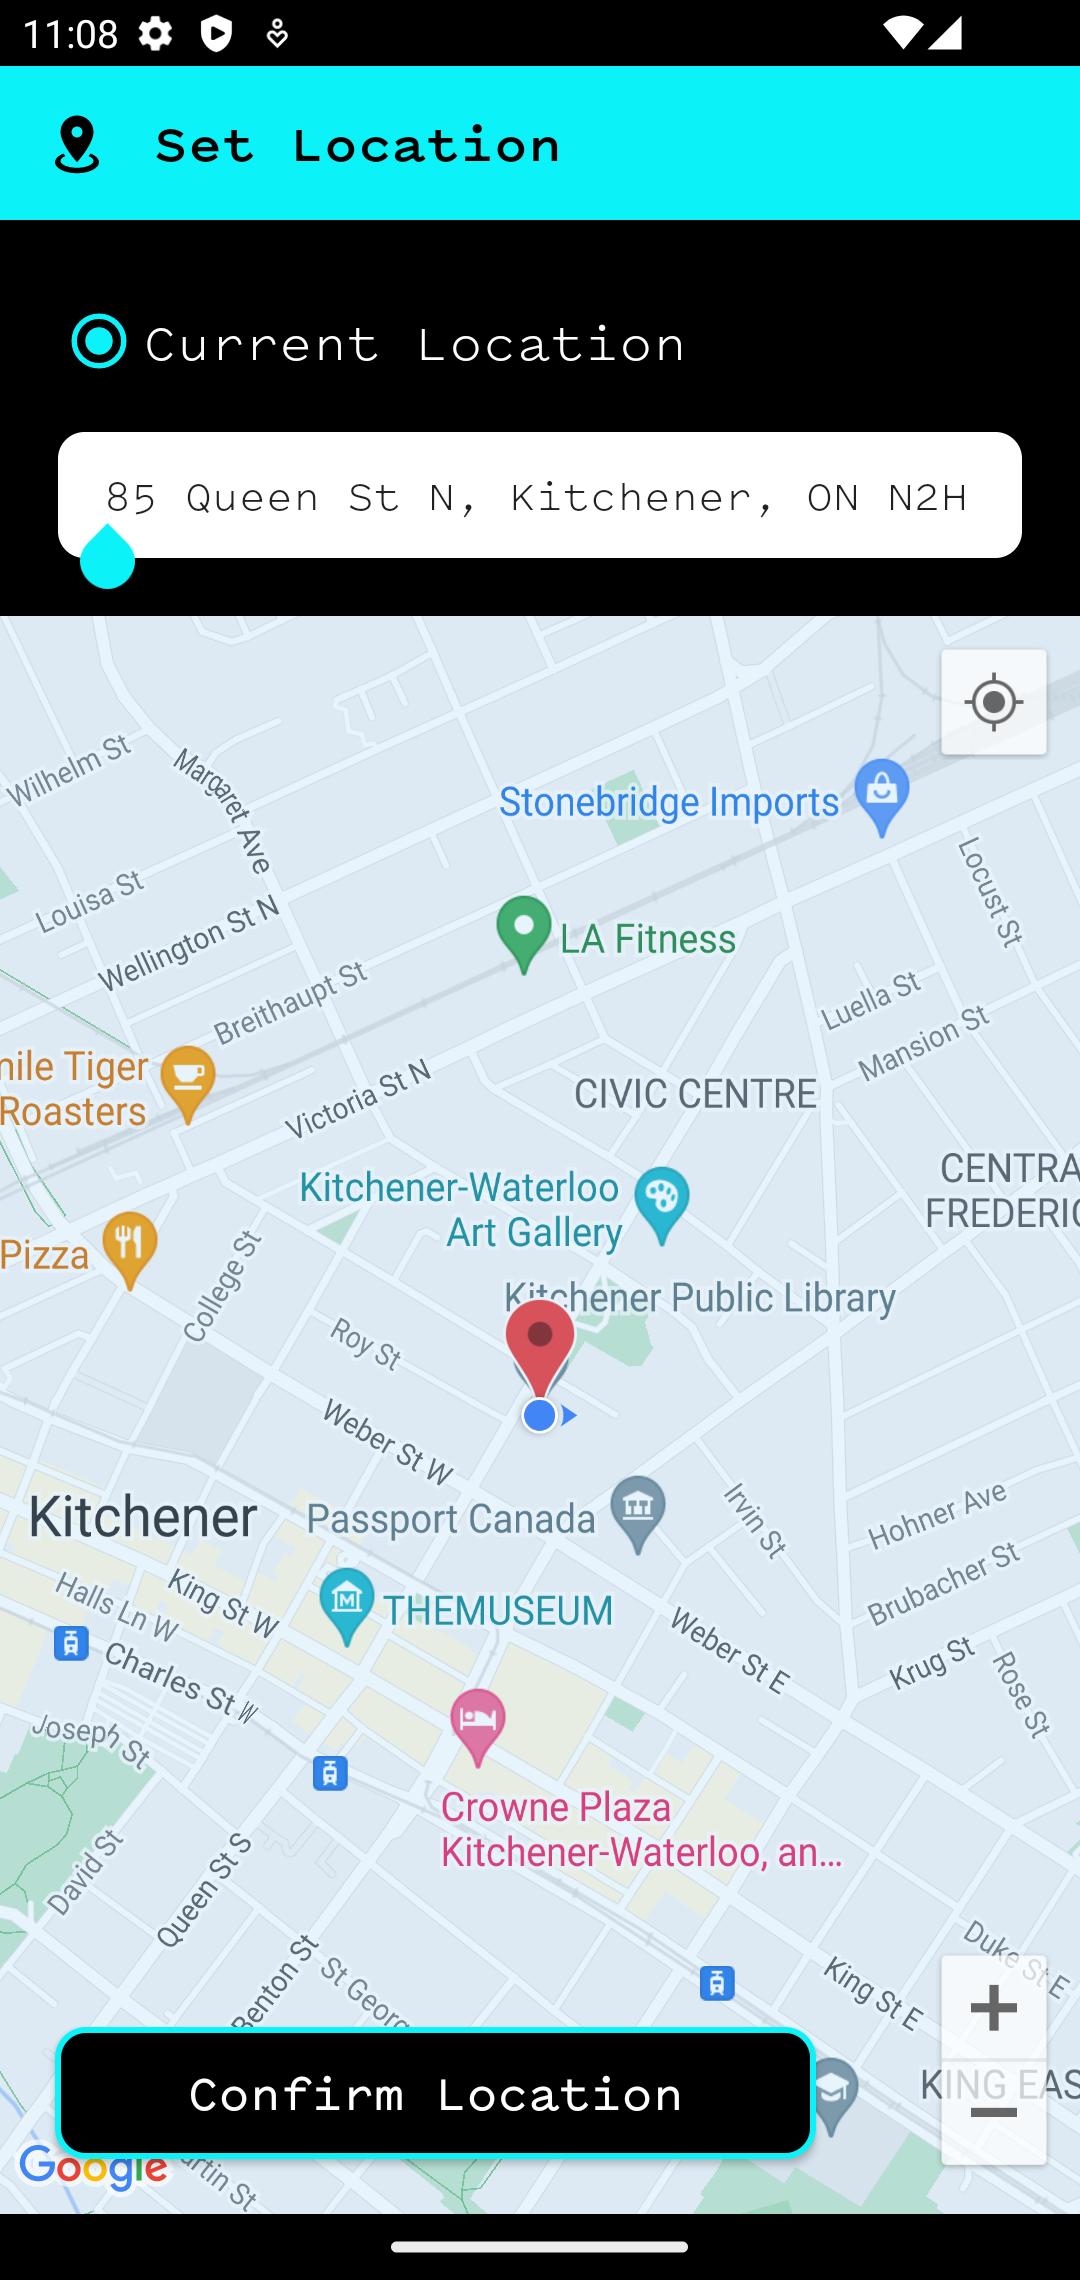 11:08
Set Location
Current Location
85 Queen St N, Kitchener, ON N2H
Wilhelm St
Margaret Ave
Stonebridge Imports
Locust St
Louisa St
Wellington St N
LA Fitness
Breithaupt St
Luella St
Mansion St
mile Tiger
Roasters
Victoria St N
CIVIC CENTRE
CENTRA
FREDERIC
Kitchener-Waterloo
Art Gallery
Pizza
College St
Kitchener Public Library
Roy St
Weber St W
Kitchener
Passport Canada
Irvin St
Hohner Ave
Brubacher St
Halls Ln W
King St W
THEMUSEUM
Weber St E
Krug St
Rose St
Charles St W
Joseph St
Crowne Plaza
Kitchener-Waterloo, an...
David St
Queen St S
Benton St
St Georg
King St E
Duke St E
Confirm Location
KING EAS
Google
artin St